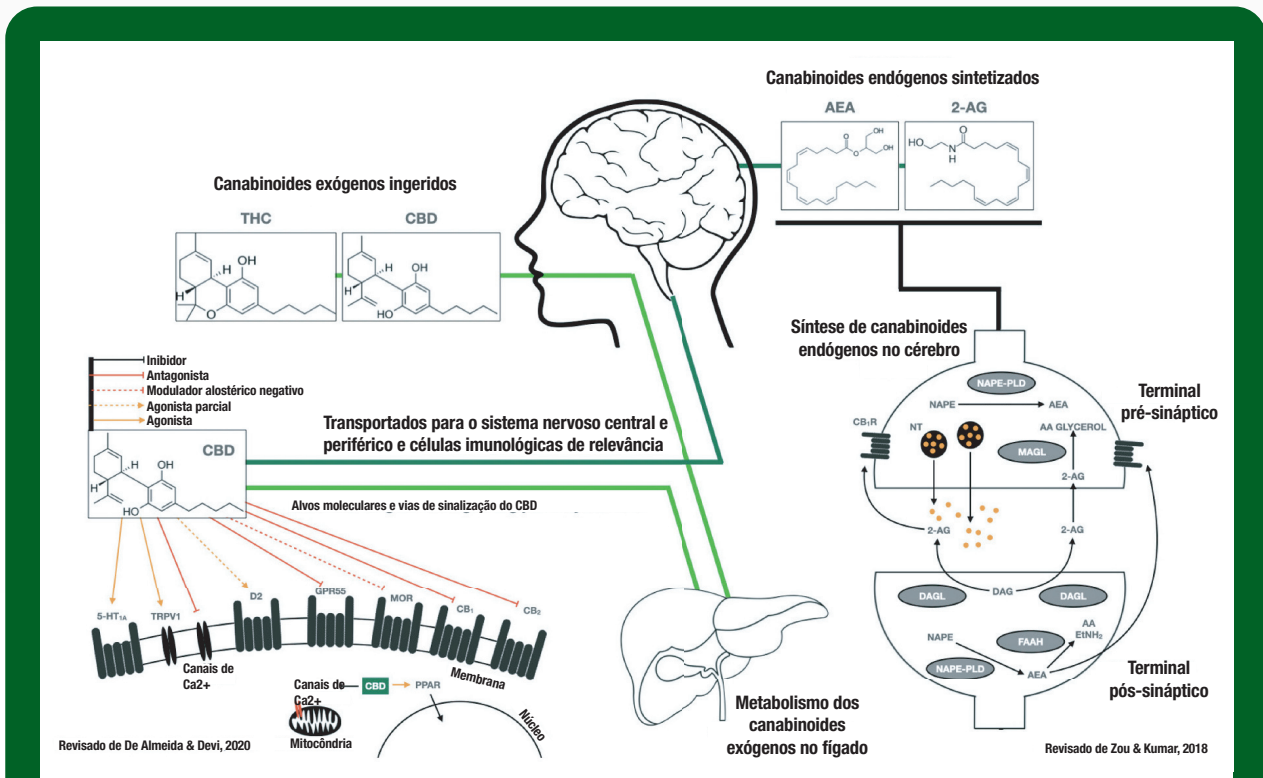 Canabinoides endógenos sintetizados
AEA
2-AG
O
OH
O
OH
HO
O
N
H
Canabinoides exógenos ingeridos
THC
CBD
H
OH
H
O
H
OH
H
HO
Síntese de canabinoides
endógenos no cérebro
NAPE-PLD
NAPE
AEA
Terminal
pré-sináptico
CB₁R
NT
AA GLYCEROL
MAGL
2-AG
2-AG
2-AG
DAG
DAGL
DAGL
AA
EtNH₂
NAPE
FAAH
NAPE-PLD
AEA
Terminal
pós-sináptico
Revisado de Zou & Kumar, 2018
Inibidor
Antagonista
Modulador alostérico negativo
Agonista parcial
Agonista
CBD
H
OH
H
HO
Transportados para o sistema nervoso central e
periférico e células imunológicas de relevância
Alvos moleculares e vias de sinalização do CBD
5-HT1A
TRPV1
D2
GPR55
MOR
CB₁
CB₂
Canais de
Ca2+
Membrana
Canais de
Ca2+
CBD
PPAR
Mitocôndria
Núcleo
Metabolismo dos
canabinoides
exógenos no fígado
Revisado de De Almeida & Devi, 2020